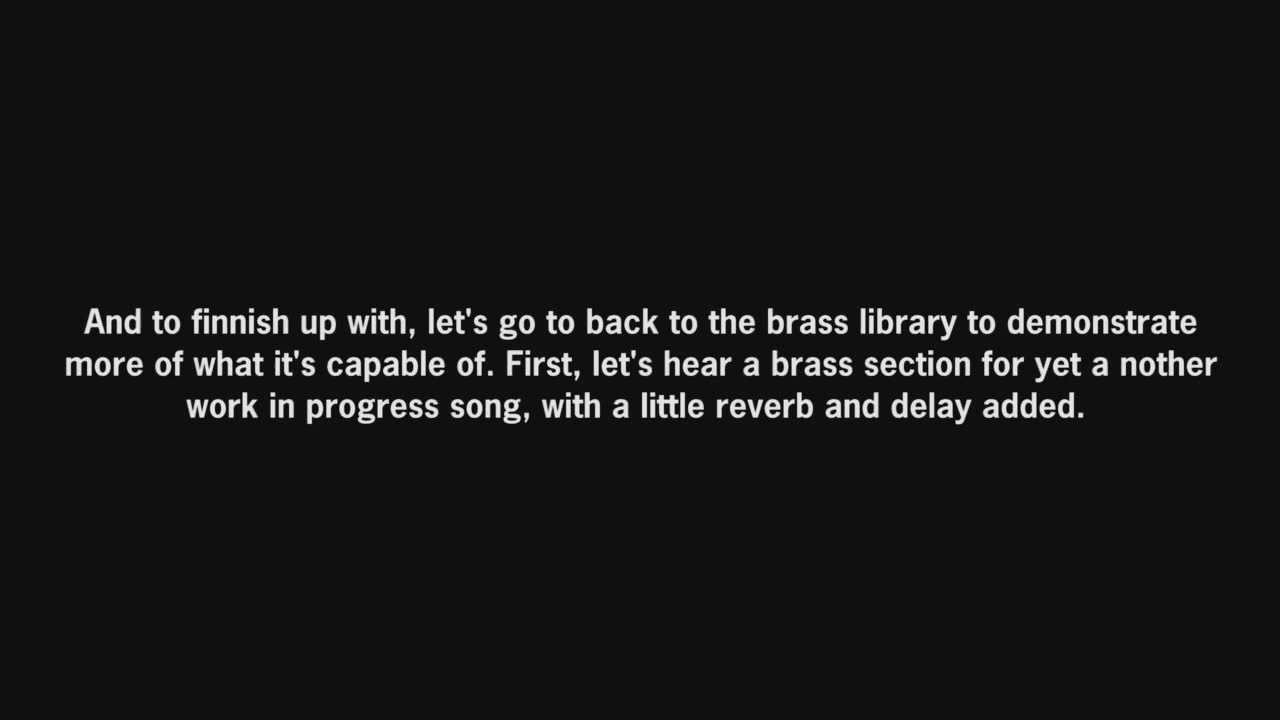 And to finnish up with, let's go to back to the brass library to demonstrate
more of what it's capable of. First, let's hear a brass section for yet a nother
work in progress song, with a little reverb and delay added.